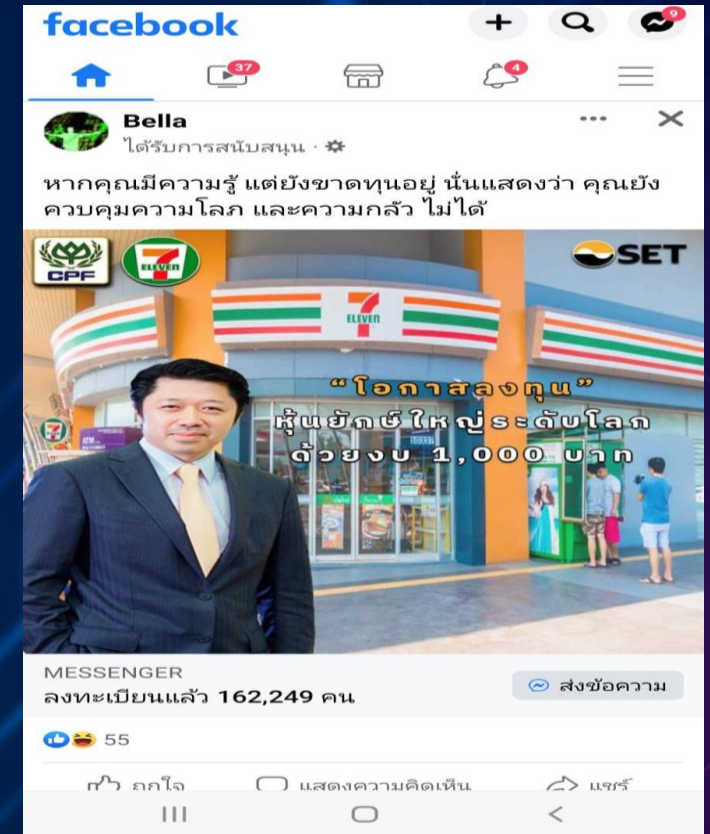 facebook
9
37
4
Bella
ได้รับการสนับสนุน ·
หากคุณมีความรู้ แต่ยังขาดทุนอยู่ นั่นแสดงว่า คุณยัง
ควบคุมความโลภ และความกลัว ไม่ได้
CPF
7
ELEVEN
SET
7
ELEVEN
"โอกาสลงทุน"
หุ้นยักษ์ใหญ่ระดับโลก
ด้วยงบ 1,000 บาท
ATM
10337
MESSENGER
ลงทะเบียนแล้ว 162,249 คน
ส่งข้อความ
55
ถูกใจ
แสดงความคิดเห็น
แชร์